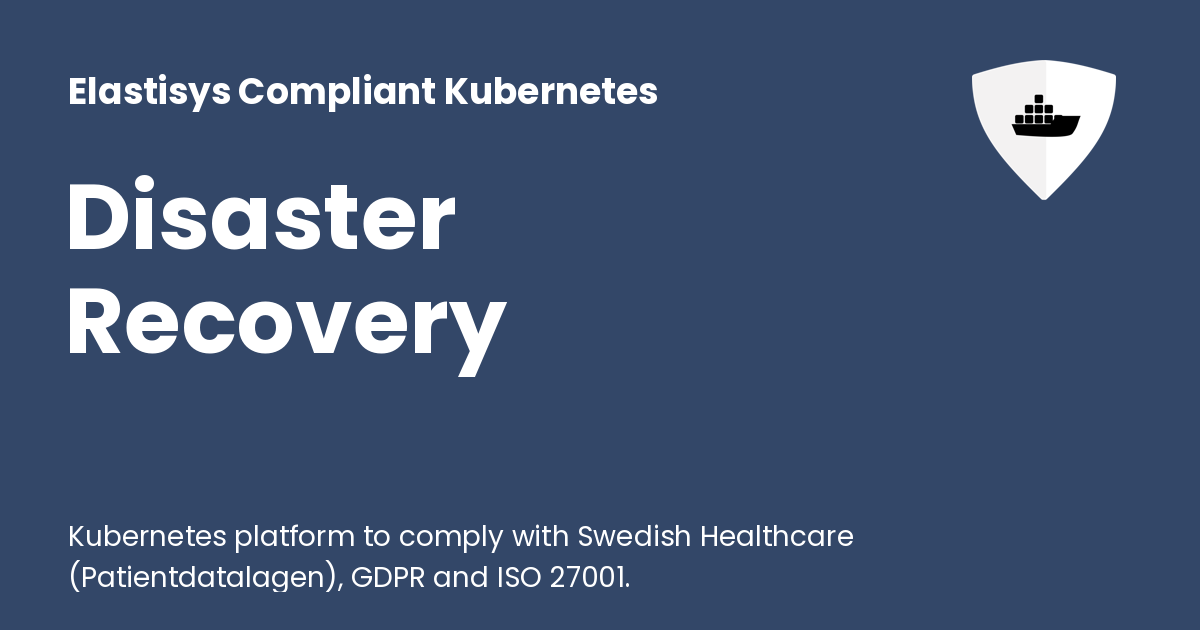 Elastisys Compliant Kubernetes
Disaster
Recovery
Kubernetes platform to comply with Swedish Healthcare
(Patientdatalagen), GDPR and ISO 27001.